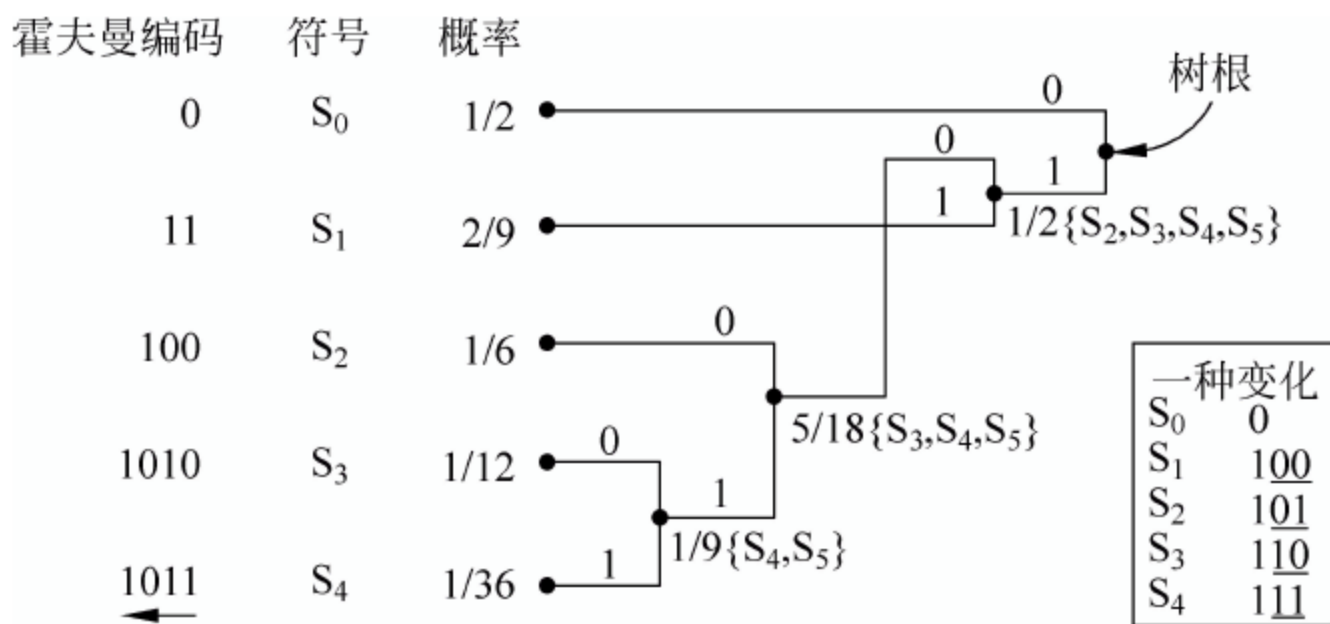 霍夫曼编码 符号 概率
树根
0 S₀ 1/2 0
0
1
11 S₁ 2/9 1
1/2{S₂,S₃,S₄,S₅}
100 S₂ 1/6 0
5/18{S₃,S₄,S₅}
1010 S₃ 1/12 0
1
1/9{S₄,S₅}
1011 S₄ 1/36 1
一种变化
S₀ 0
S₁ 100
S₂ 101
S₃ 110
S₄ 111